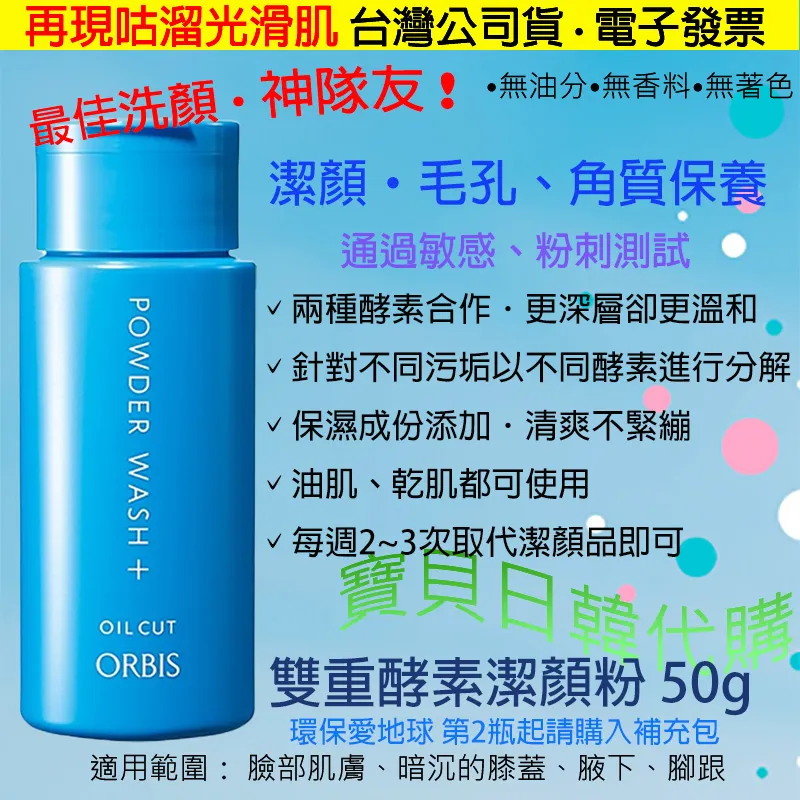 再現咕溜光滑肌 台灣公司貨．電子發票
最佳洗顏・神隊友！
•無油分•無香料•無著色
潔顏・毛孔、角質保養
通過敏感、粉刺測試
✓ 兩種酵素合作．更深層卻更溫和
✓ 針對不同污垢以不同酵素進行分解
✓ 保濕成份添加．清爽不緊繃
✓ 油肌、乾肌都可使用
✓ 每週2~3次取代潔顏品即可
寶貝日韓代購
POWDER WASH +
OIL CUT
ORBIS
雙重酵素潔顏粉 50g
環保愛地球 第2瓶起請購入補充包
適用範圍： 臉部肌膚、暗沉的膝蓋、腋下、腳跟